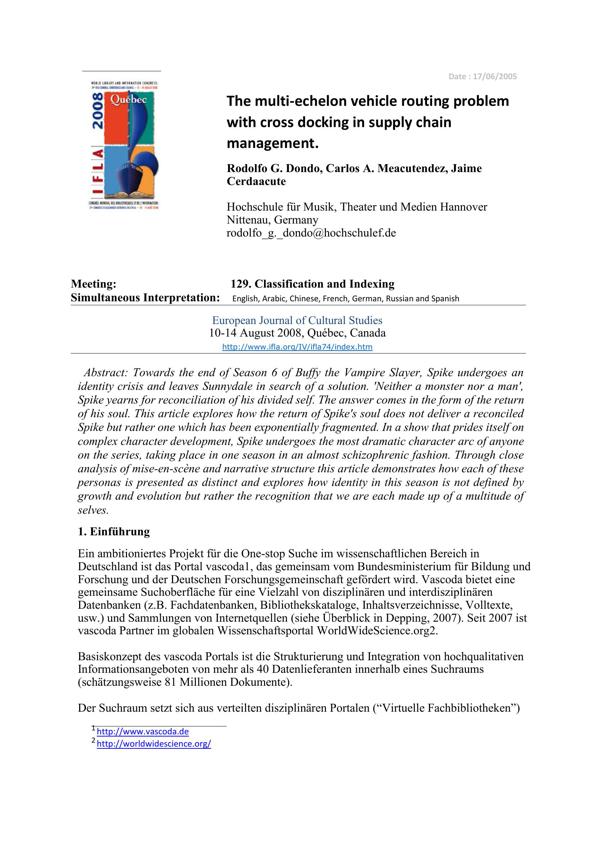 Date : 17/06/2005
WORLD LIBRARY AND INFORMATION CONGRESS:
Québec
IFLA 2008
The multi-echelon vehicle routing problem
with cross docking in supply chain
management.
Rodolfo G. Dondo, Carlos A. Meacutendez, Jaime
Cerdaacute
Hochschule für Musik, Theater und Medien Hannover
Nittenau, Germany
rodolfo_g._dondo@hochschulef.de
Meeting: 129. Classification and Indexing
Simultaneous Interpretation: English, Arabic, Chinese, French, German, Russian and Spanish
European Journal of Cultural Studies
10-14 August 2008, Québec, Canada
http://www.ifla.org/IV/ifla74/index.htm
Abstract: Towards the end of Season 6 of Buffy the Vampire Slayer, Spike undergoes an
identity crisis and leaves Sunnydale in search of a solution. 'Neither a monster nor a man',
Spike yearns for reconciliation of his divided self. The answer comes in the form of the return
of his soul. This article explores how the return of Spike's soul does not deliver a reconciled
Spike but rather one which has been exponentially fragmented. In a show that prides itself on
complex character development, Spike undergoes the most dramatic character arc of anyone
on the series, taking place in one season in an almost schizophrenic fashion. Through close
analysis of mise-en-scène and narrative structure this article demonstrates how each of these
personas is presented as distinct and explores how identity in this season is not defined by
growth and evolution but rather the recognition that we are each made up of a multitude of
selves.
1. Einführung
Ein ambitioniertes Projekt für die One-stop Suche im wissenschaftlichen Bereich in
Deutschland ist das Portal vascoda1, das gemeinsam vom Bundesministerium für Bildung und
Forschung und der Deutschen Forschungsgemeinschaft gefördert wird. Vascoda bietet eine
gemeinsame Suchoberfläche für eine Vielzahl von disziplinären und interdisziplinären
Datenbanken (z.B. Fachdatenbanken, Bibliothekskataloge, Inhaltsverzeichnisse, Volltexte,
usw.) und Sammlungen von Internetquellen (siehe Überblick in Depping, 2007). Seit 2007 ist
vascoda Partner im globalen Wissenschaftsportal WorldWideScience.org2.
Basiskonzept des vascoda Portals ist die Strukturierung und Integration von hochqualitativen
Informationsangeboten von mehr als 40 Datenlieferanten innerhalb eines Suchraums
(schätzungsweise 81 Millionen Dokumente).
Der Suchraum setzt sich aus verteilten disziplinären Portalen (“Virtuelle Fachbibliotheken”)
1 http://www.vascoda.de
2 http://worldwidescience.org/